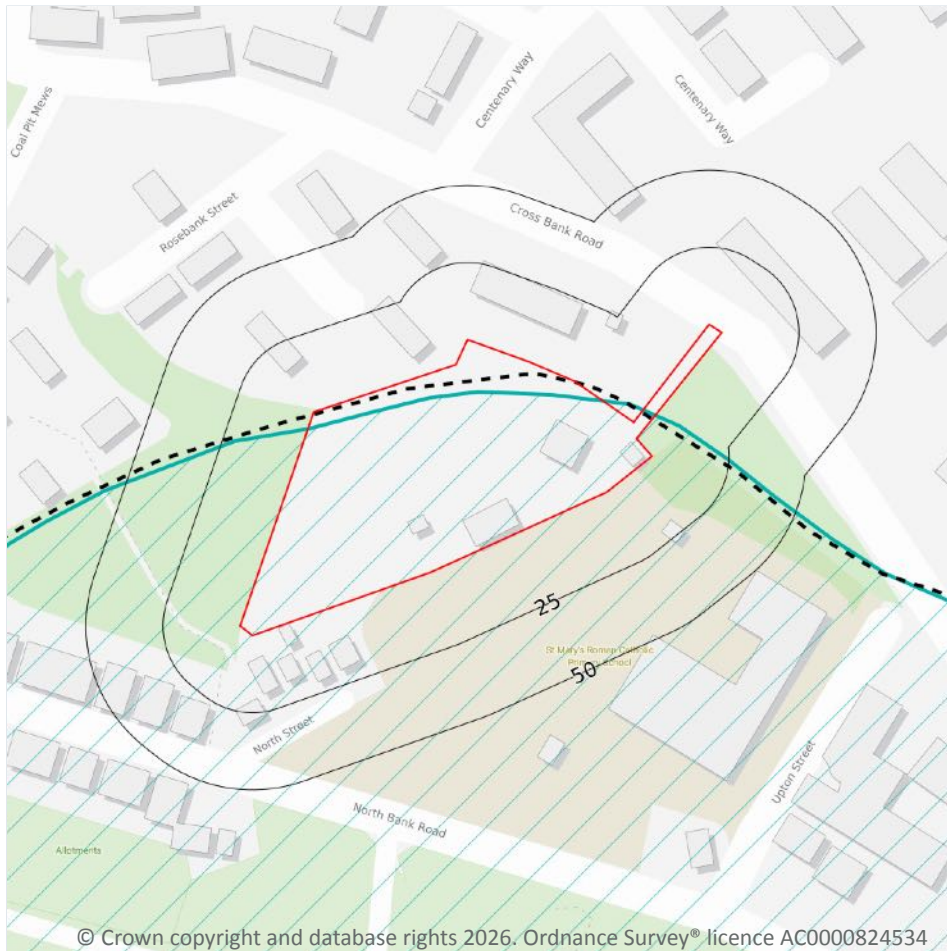 Coal Pit Mews
Centenary Way
Centenary Way
Rosebank Street
Cross Bank Road
25
50
St Mary's Roman Catholic
Primary School
North Street
Upton Street
North Bank Road
Allotments
© Crown copyright and database rights 2026. Ordnance Survey® licence AC0000824534